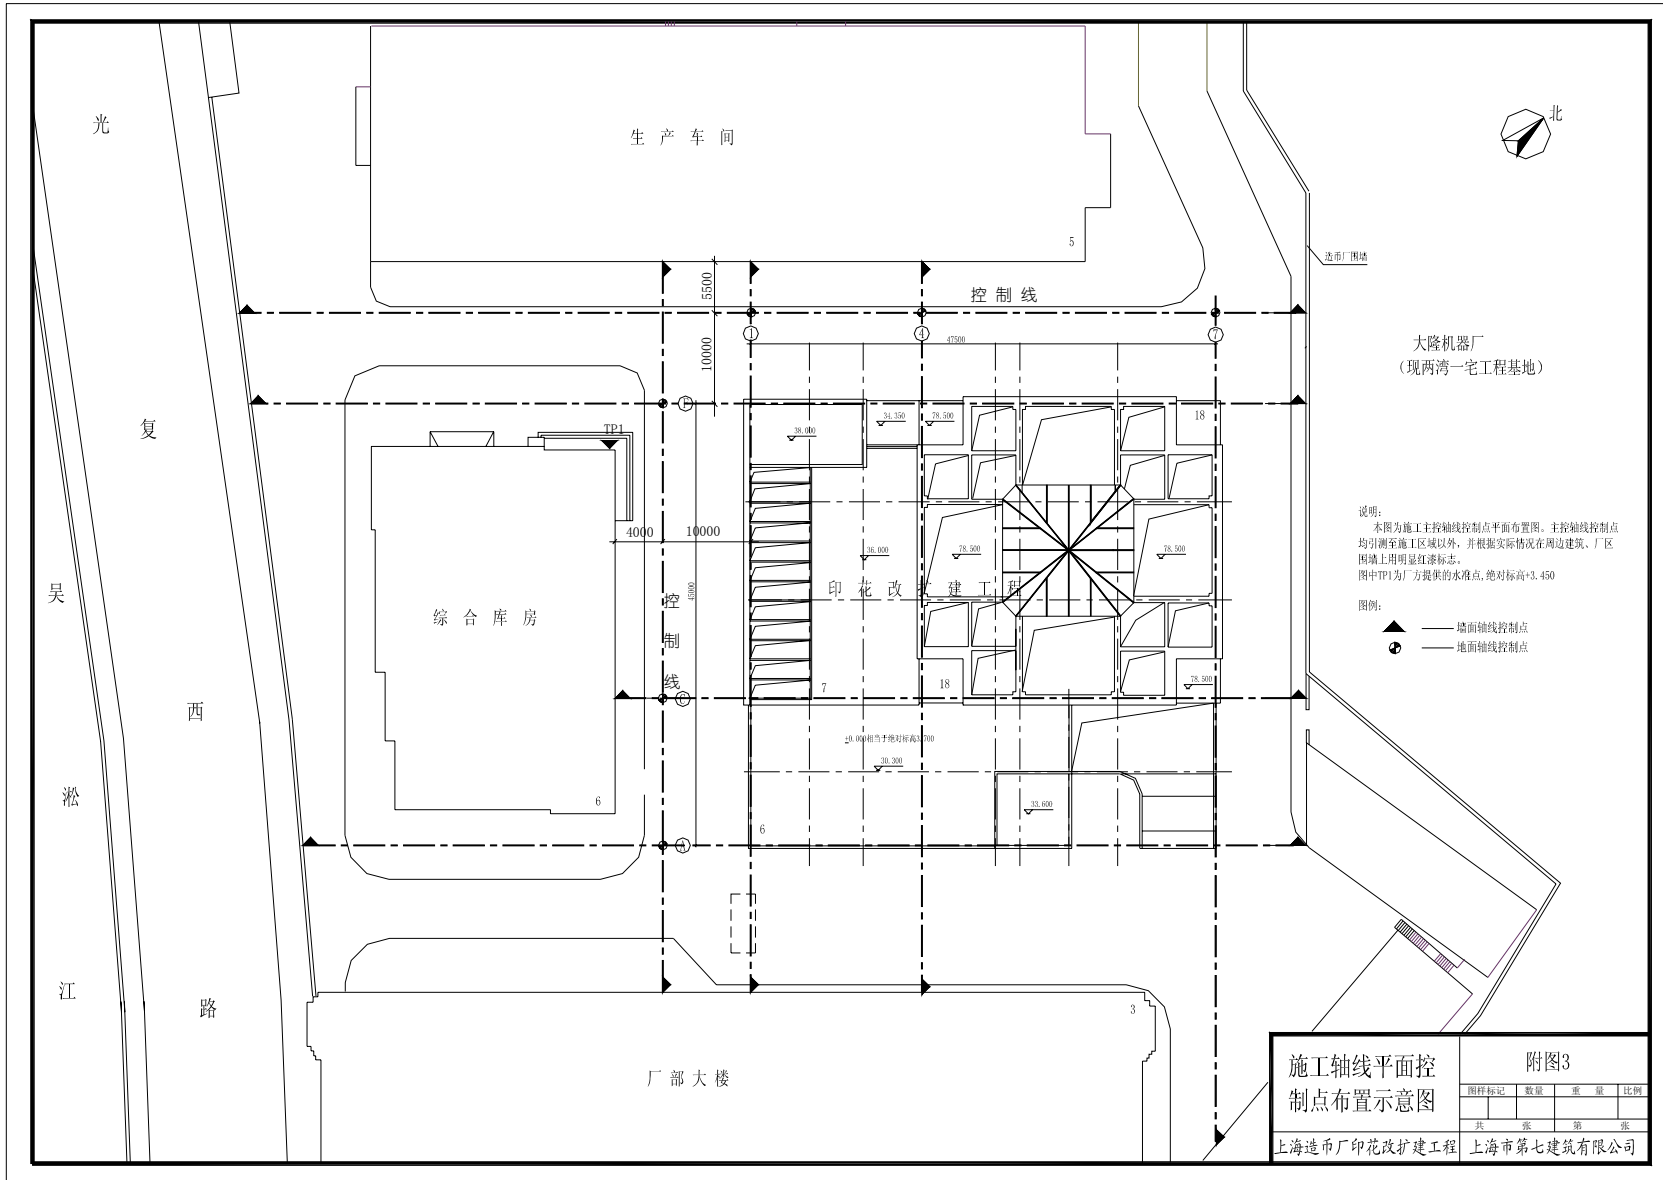 光
复
西
路
吴
淞
江
生产车间
5
北
造币厂围墙
大隆机器厂
（现两湾一宅工程基地）
5500
10000
控制线
1
4
7
47500
F
TP1
38.000
34.350
78.500
18
4000
10000
45000
36.000
78.500
78.500
印花改扩建工程
综合库房
6
控
制
线
7
18
78.500
C
±0.000相当于绝对标高3.700
30.300
33.600
6
A
说明：
本图为施工主控轴线控制点平面布置图。主控轴线控制点
均引测至施工区域以外，并根据实际情况在周边建筑、厂区
围墙上用明显红漆标志。
图中TP1为厂方提供的水准点,绝对标高+3.450
图例：
墙面轴线控制点
地面轴线控制点
3
厂部大楼
施工轴线平面控
制点布置示意图
附图3
图样标记 数量 重量 比例
共 张 第 张
上海造币厂印花改扩建工程
上海市第七建筑有限公司